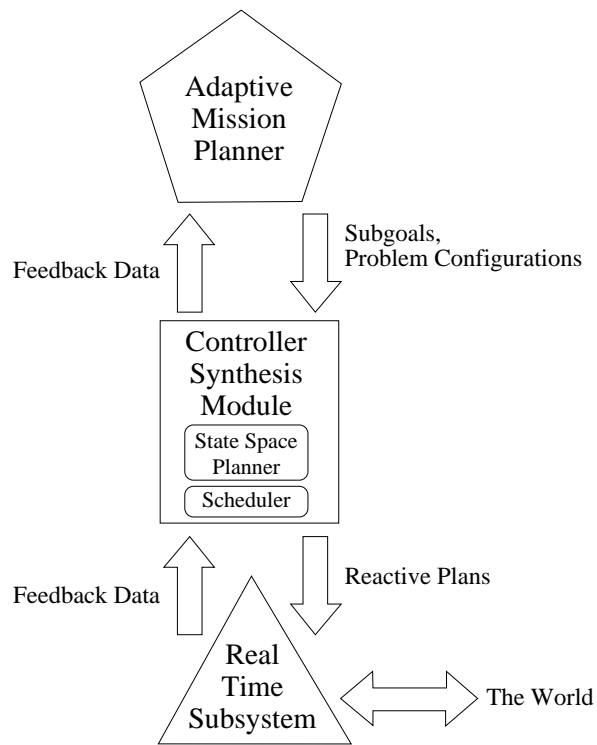 Adaptive
Mission
Planner
Feedback Data
Subgoals,
Problem Configurations
Controller
Synthesis
Module
State Space
Planner
Scheduler
Feedback Data
Reactive Plans
Real
Time
Subsystem
The World